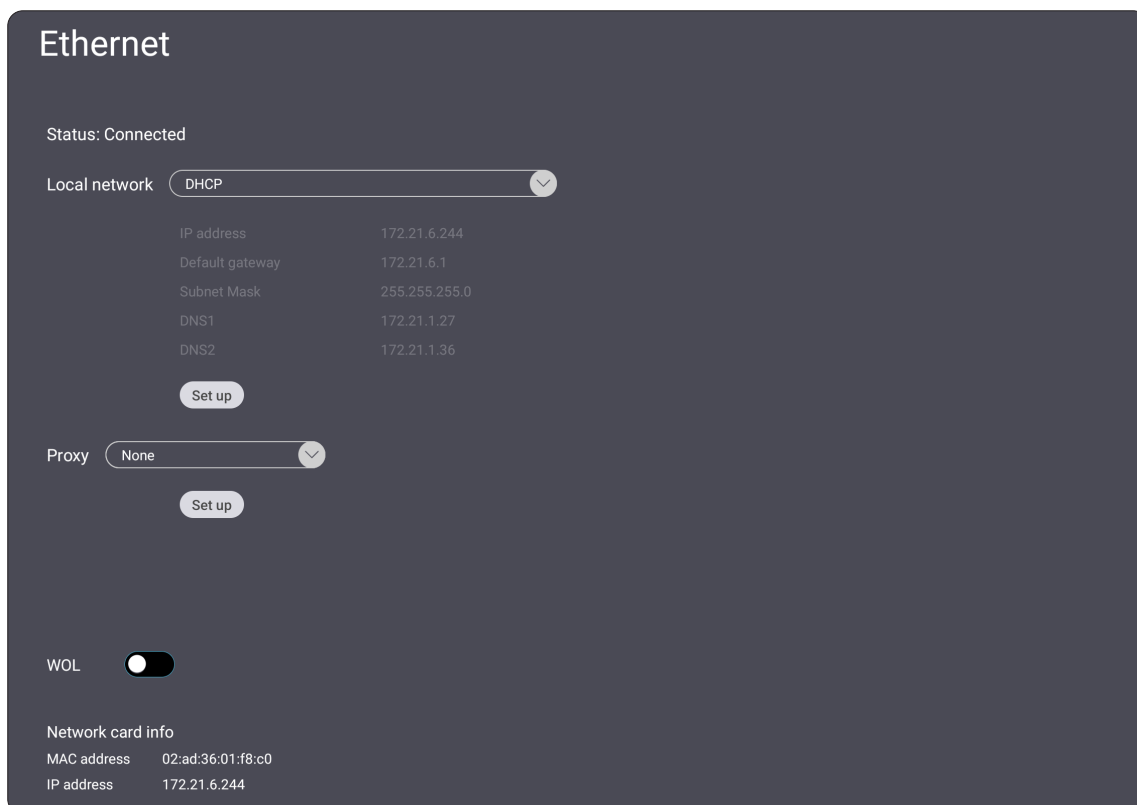 Ethernet
Status: Connected
Local network DHCP
IP address 172.21.6.244
Default gateway 172.21.6.1
Subnet Mask 255.255.255.0
DNS1 172.21.1.27
DNS2 172.21.1.36
Set up
Proxy None
Set up
WOL
Network card info
MAC address 02:ad:36:01:f8:c0
IP address 172.21.6.244